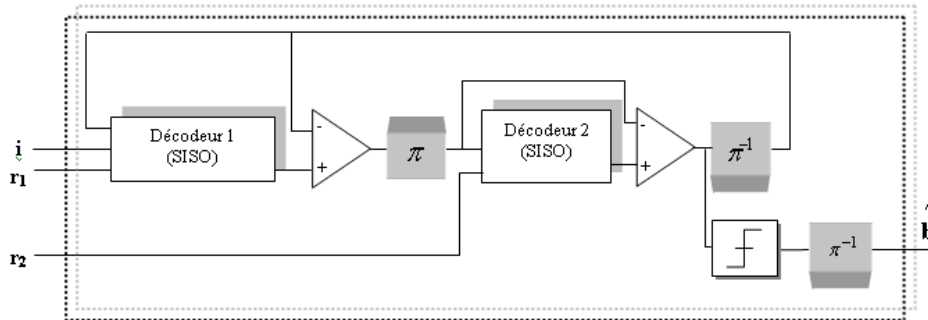 Décodeur 1
(SISO)
-
+
π
Décodeur 2
(SISO)
-
+
π⁻¹
i
r₁
r₂
π⁻¹
b̂